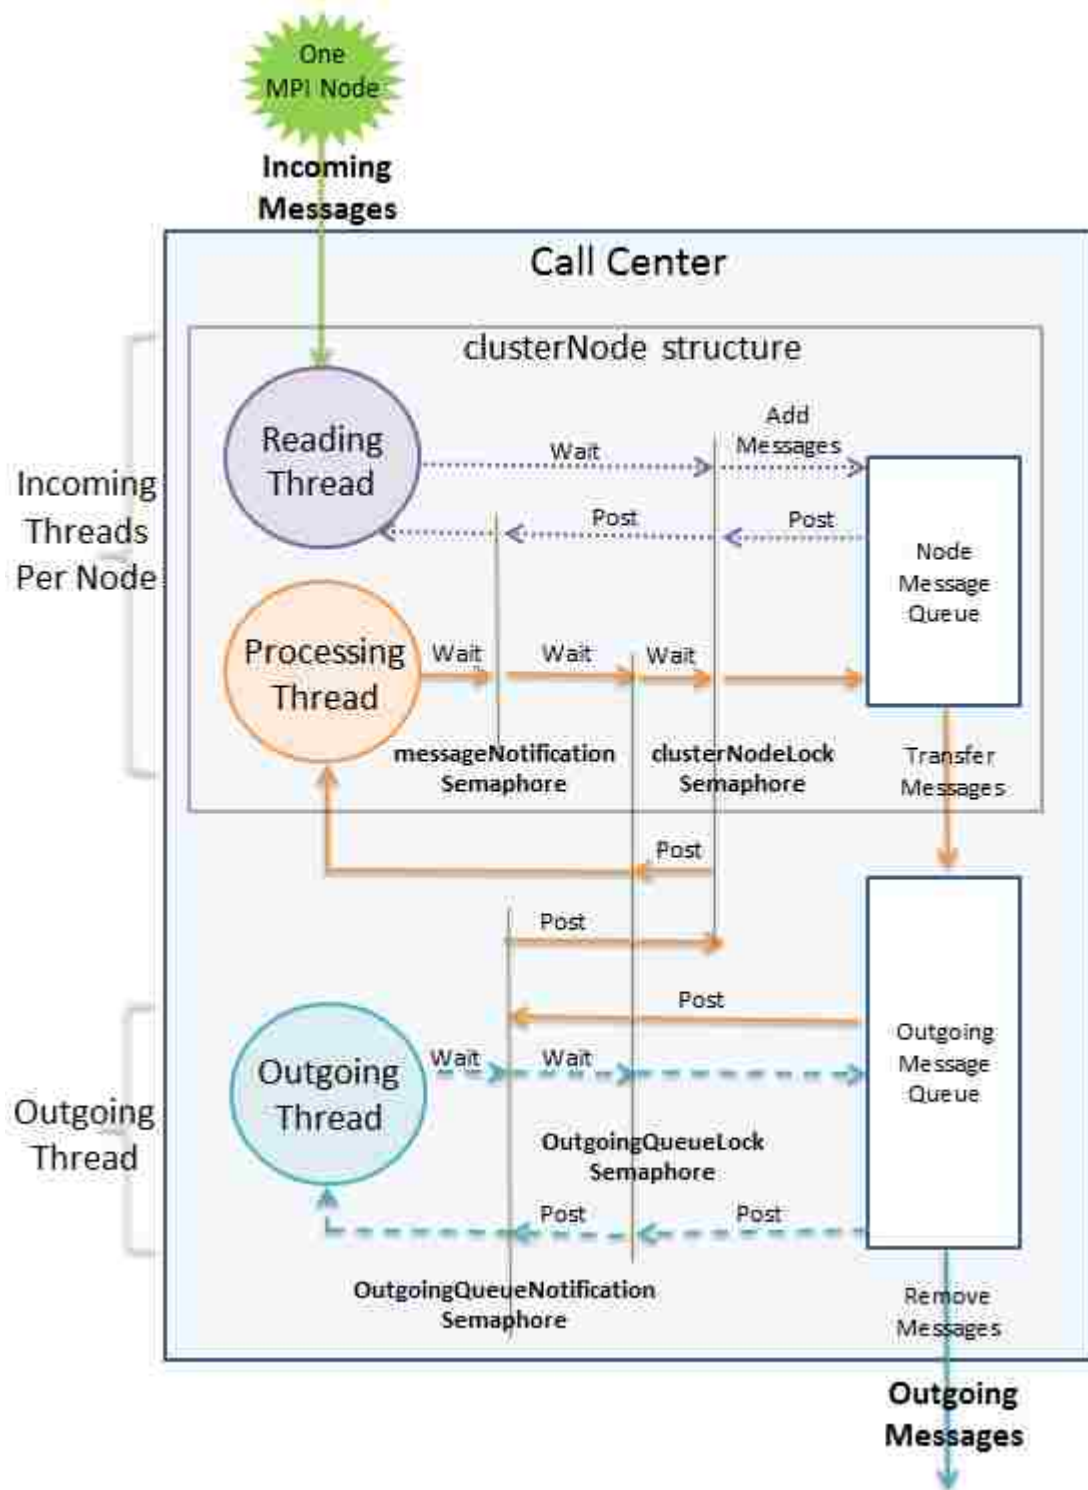 One
MPI Node
Incoming
Messages
Call Center
clusterNode structure
Add
Messages
Reading
Thread
Wait
Post
Post
Incoming
Threads
Per Node
Node
Message
Queue
Processing
Thread
Wait
Wait
Wait
messageNotification
Semaphore
clusterNodeLock
Semaphore
Transfer
Messages
Post
Post
Post
Outgoing
Message
Queue
Outgoing
Thread
Wait
Wait
Outgoing
Thread
OutgoingQueueLock
Semaphore
Post
Post
OutgoingQueueNotification
Semaphore
Remove
Messages
Outgoing
Messages